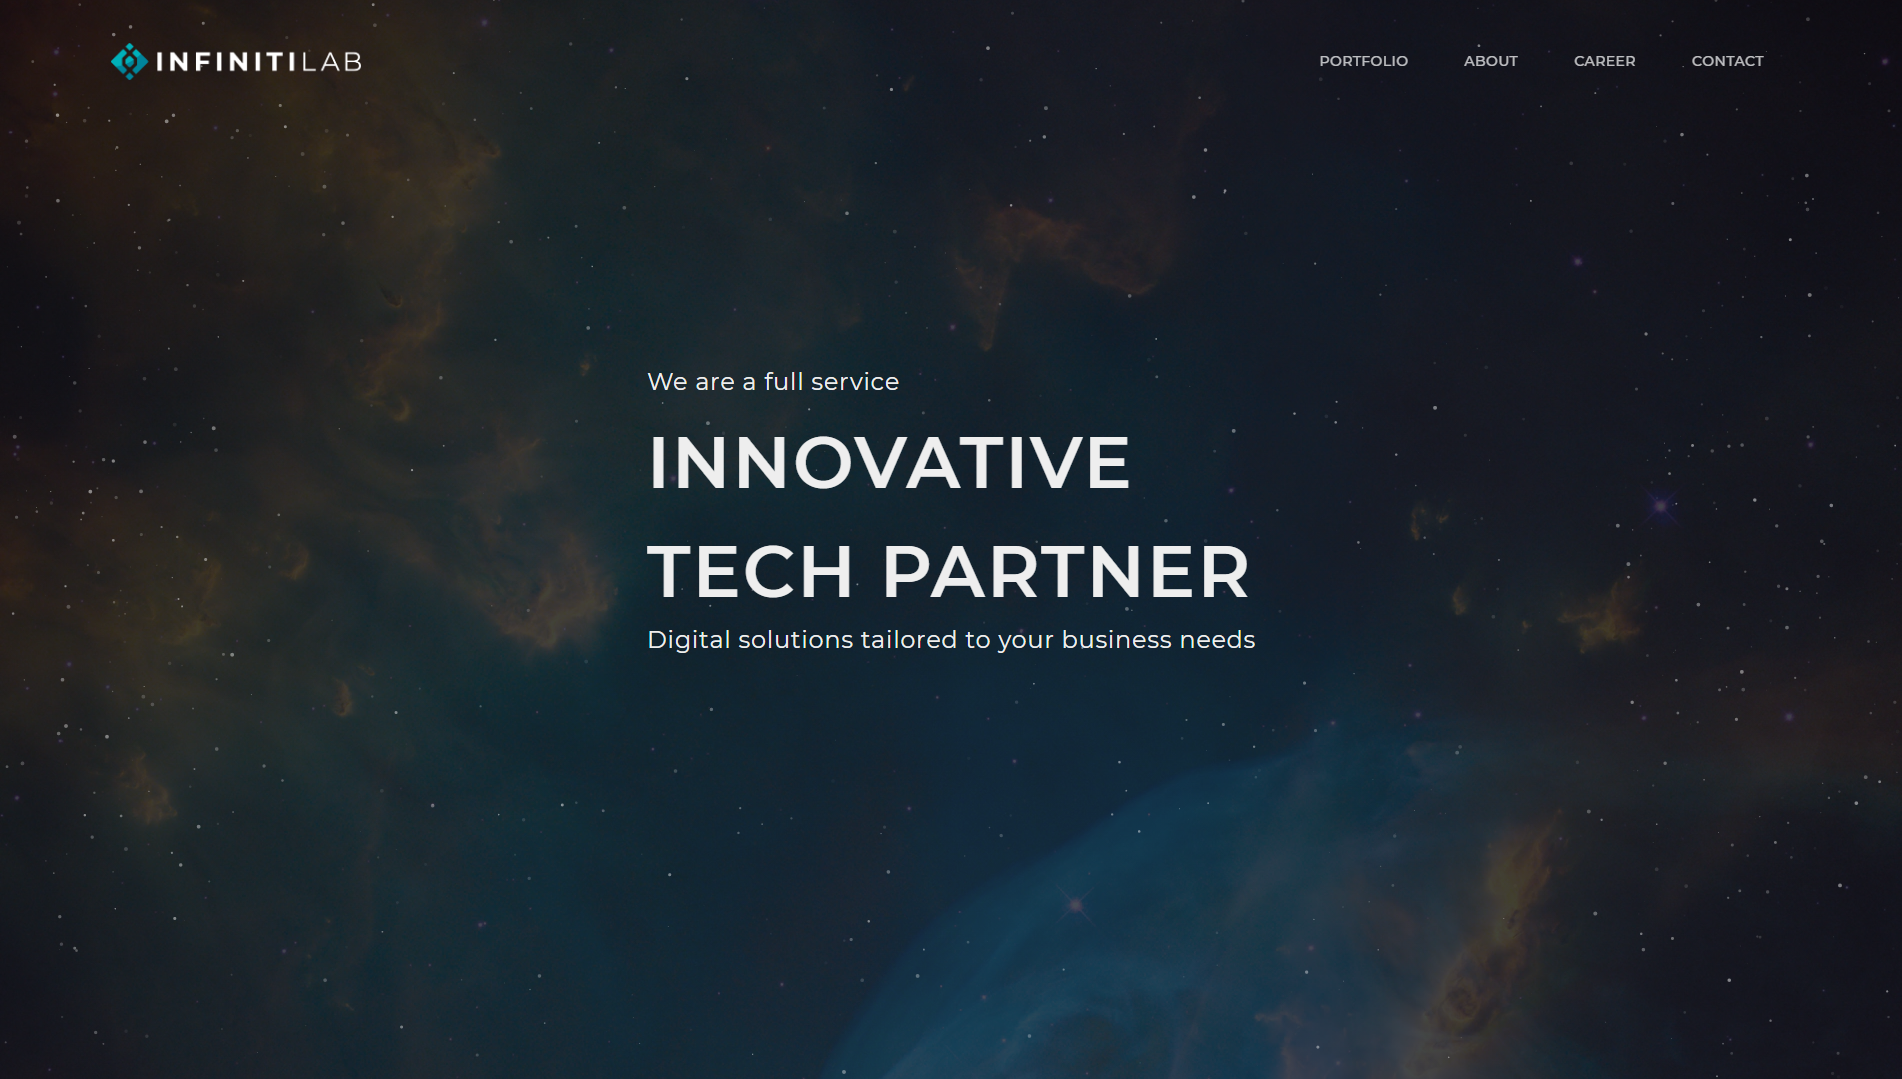 INFINITILAB
PORTFOLIO ABOUT CAREER CONTACT
We are a full service
INNOVATIVE
TECH PARTNER
Digital solutions tailored to your business needs